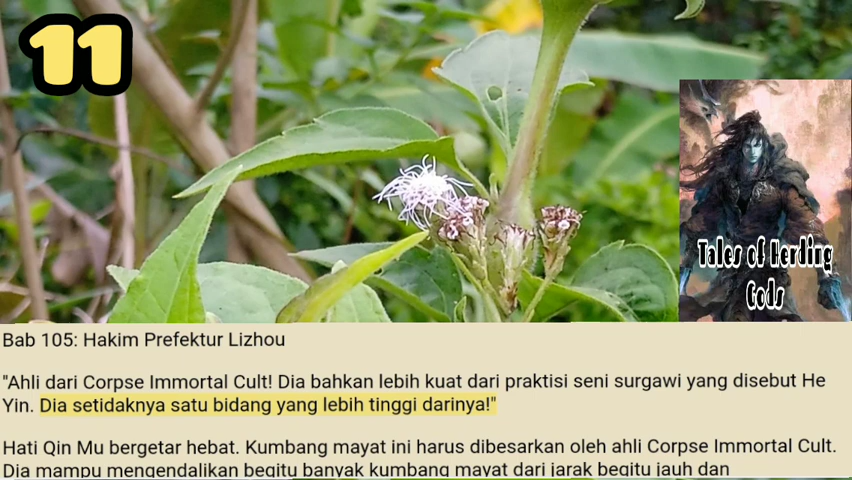 11
Tales of Herding
Gods
Bab 105: Hakim Prefektur Lizhou
"Ahli dari Corpse Immortal Cult! Dia bahkan lebih kuat dari praktisi seni surgawi yang disebut He
Yin. Dia setidaknya satu bidang yang lebih tinggi darinya!"
Hati Qin Mu bergetar hebat. Kumbang mayat ini harus dibesarkan oleh ahli Corpse Immortal Cult.
Dia mampu mengendalikan begitu banyak kumbang mayat dari jarak begitu jauh dan